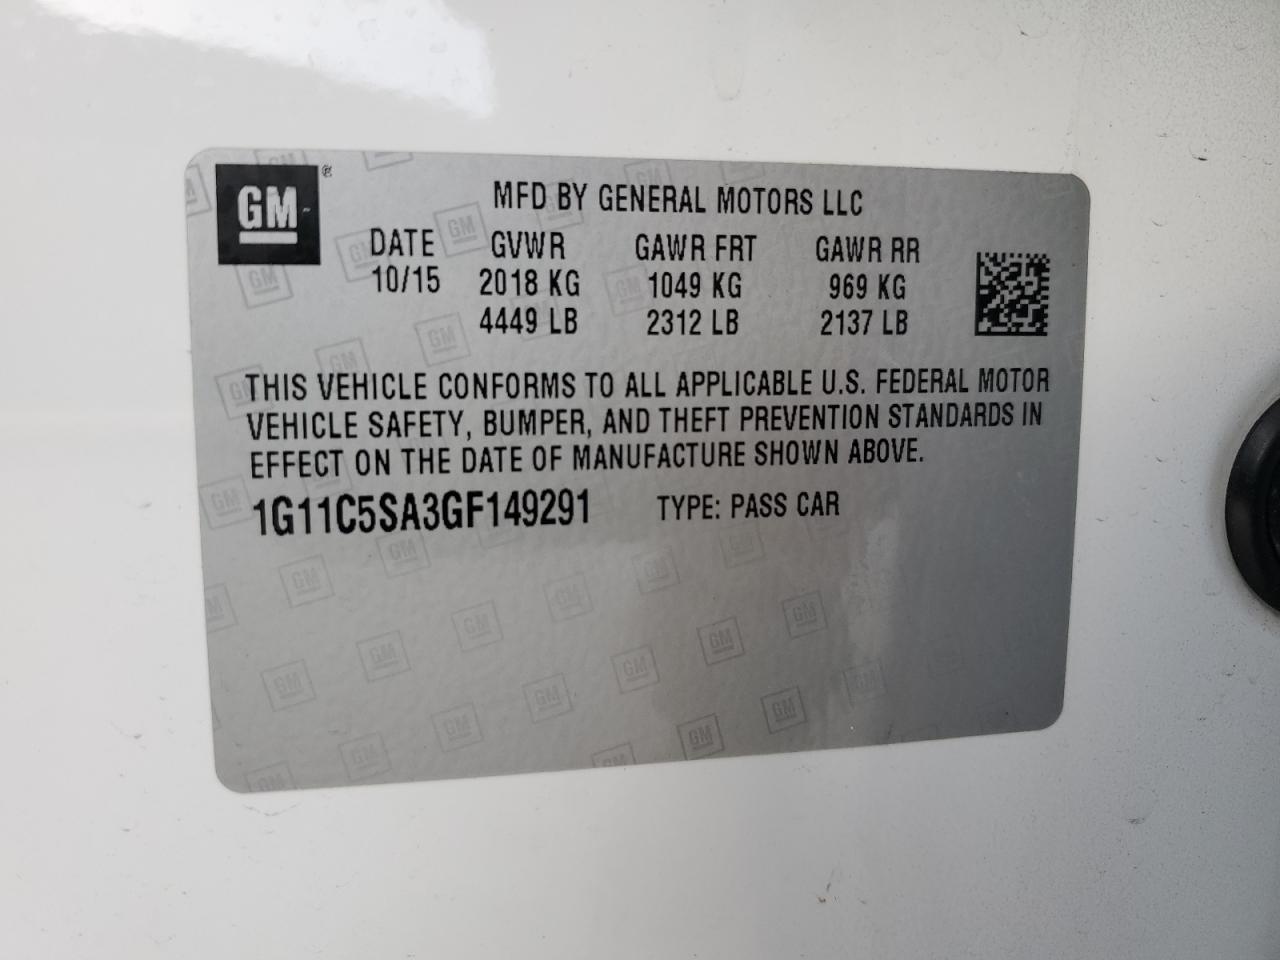 GM
MFD BY GENERAL MOTORS LLC
DATE GVWR GAWR FRT GAWR RR
10/15 2018 KG 1049 KG 969 KG
4449 LB 2312 LB 2137 LB
THIS VEHICLE CONFORMS TO ALL APPLICABLE U.S. FEDERAL MOTOR
VEHICLE SAFETY, BUMPER, AND THEFT PREVENTION STANDARDS IN
EFFECT ON THE DATE OF MANUFACTURE SHOWN ABOVE.
1G11C5SA3GF149291 TYPE: PASS CAR